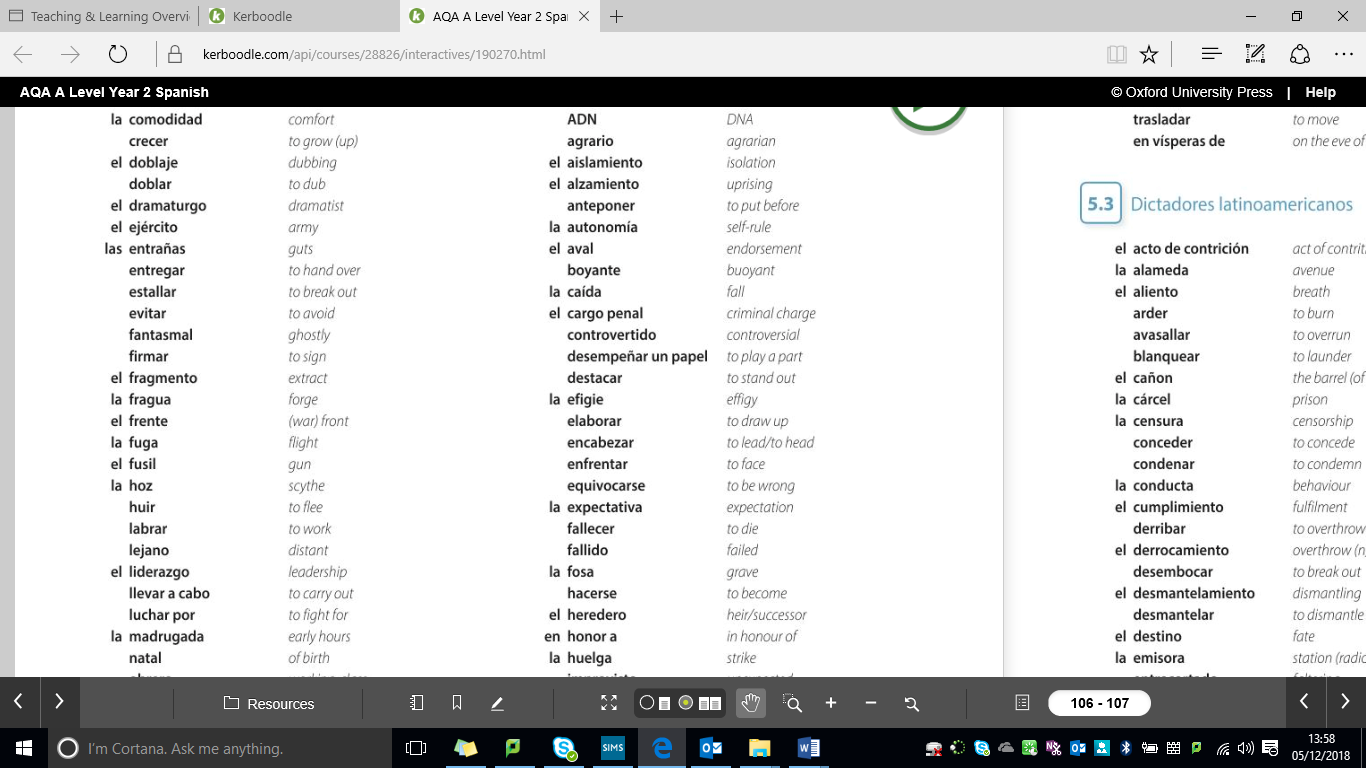 Teaching & Learning Overvi
Kerboodle
AQA A Level Year 2 Spa
kerboodle.com/api/courses/28826/interactives/190270.html
AQA A Level Year 2 Spanish
© Oxford University Press | Help
la comodidad comfort
crecer to grow (up)
el doblaje dubbing
doblar to dub
el dramaturgo dramatist
el ejército army
las entrañas guts
entregar to hand over
estallar to break out
evitar to avoid
fantasmal ghostly
firmar to sign
el fragmento extract
la fragua forge
el frente (war) front
la fuga flight
el fusil gun
la hoz scythe
huir to flee
labrar to work
lejano distant
el liderazgo leadership
llevar a cabo to carry out
luchar por to fight for
la madrugada early hours
natal of birth
ADN DNA
agrario agrarian
el aislamiento isolation
el alzamiento uprising
anteponer to put before
la autonomía self-rule
el aval endorsement
boyante buoyant
la caída fall
el cargo penal criminal charge
controvertido controversial
desempeñar un papel to play a part
destacar to stand out
la efigie effigy
elaborar to draw up
encabezar to lead/to head
enfrentar to face
equivocarse to be wrong
la expectativa expectation
fallecer to die
fallido failed
la fosa grave
hacerse to become
el heredero heir/successor
en honor a in honour of
la huelga strike
trasladar to move
en vísperas de on the eve of
5.3 Dictadores latinoamericanos
el acto de contrición act of contrit
la alameda avenue
el aliento breath
arder to burn
avasallar to overrun
blanquear to launder
el cañon the barrel (of
la cárcel prison
la censura censorship
conceder to concede
condenar to condemn
la conducta behaviour
el cumplimiento fulfilment
derribar to overthrow
el derrocamiento overthrow (n
desembocar to break out
el desmantelamiento dismantling
desmantelar to dismantle
el destino fate
la emisora station (radio
Resources
106 - 107
I'm Cortana. Ask me anything.
SIMS
13:58
05/12/2018